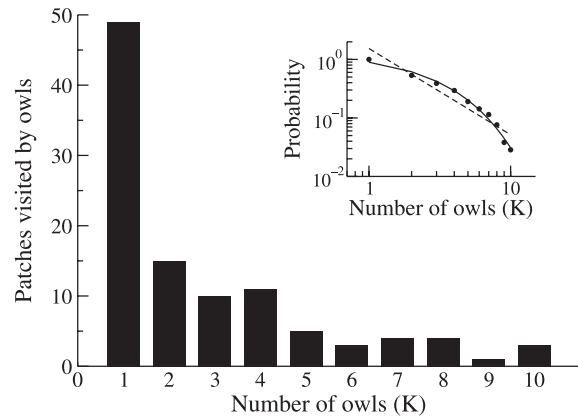 50
40
30
20
10
0
Patches visited by owls
1 2 3 4 5 6 7 8 9 10
Number of owls (K)
Probability
10^0
10^-1
10^-2
1 10
Number of owls (K)